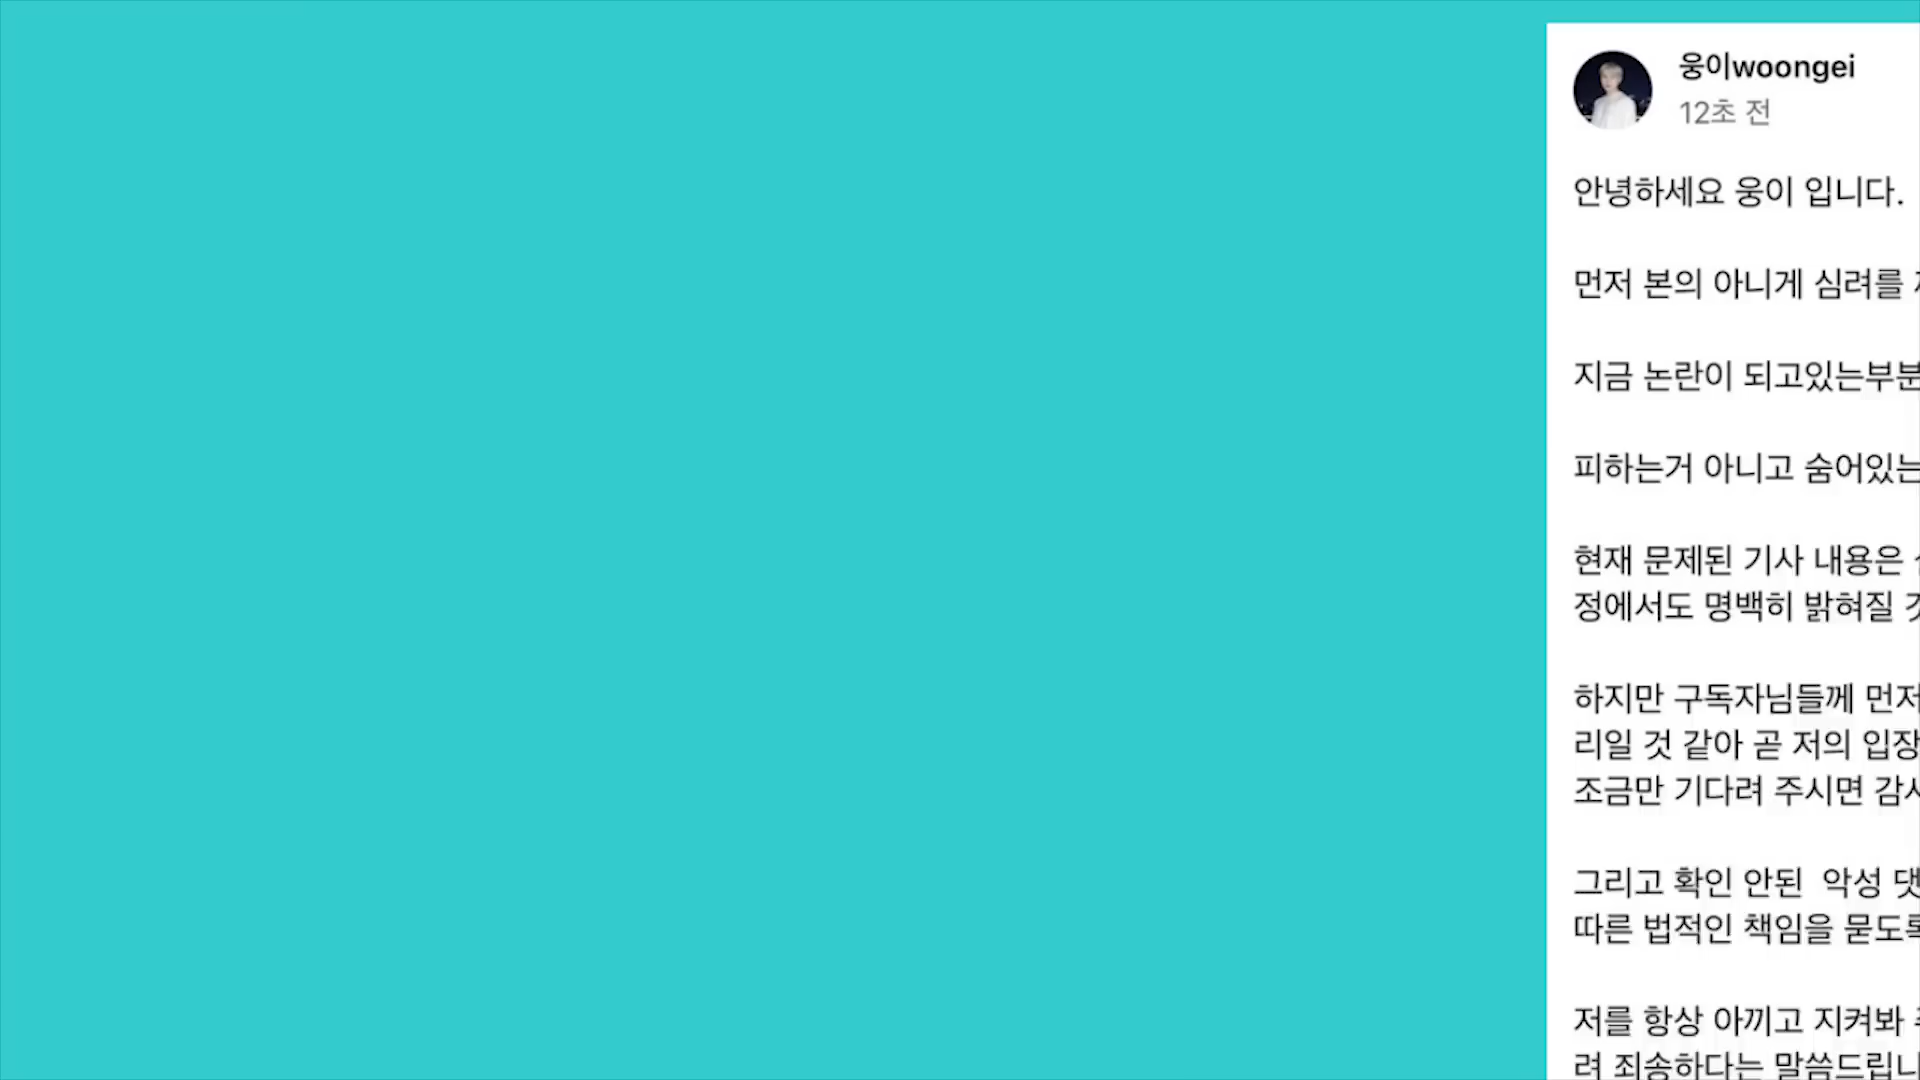 웅이woongei
12초 전
안녕하세요 웅이 입니다.
먼저 본의 아니게 심려를
지금 논란이 되고있는부분
피하는거 아니고 숨어있는
현재 문제된 기사 내용은
정에서도 명백히 밝혀질
하지만 구독자님들께 먼저
리일 것 같아 곧 저의 입장
조금만 기다려 주시면
그리고 확인 안된 악성
따른 법적인 책임을 묻도록
저를 항상 아끼고 지켜봐
려 죄송하다는 말씀드립니